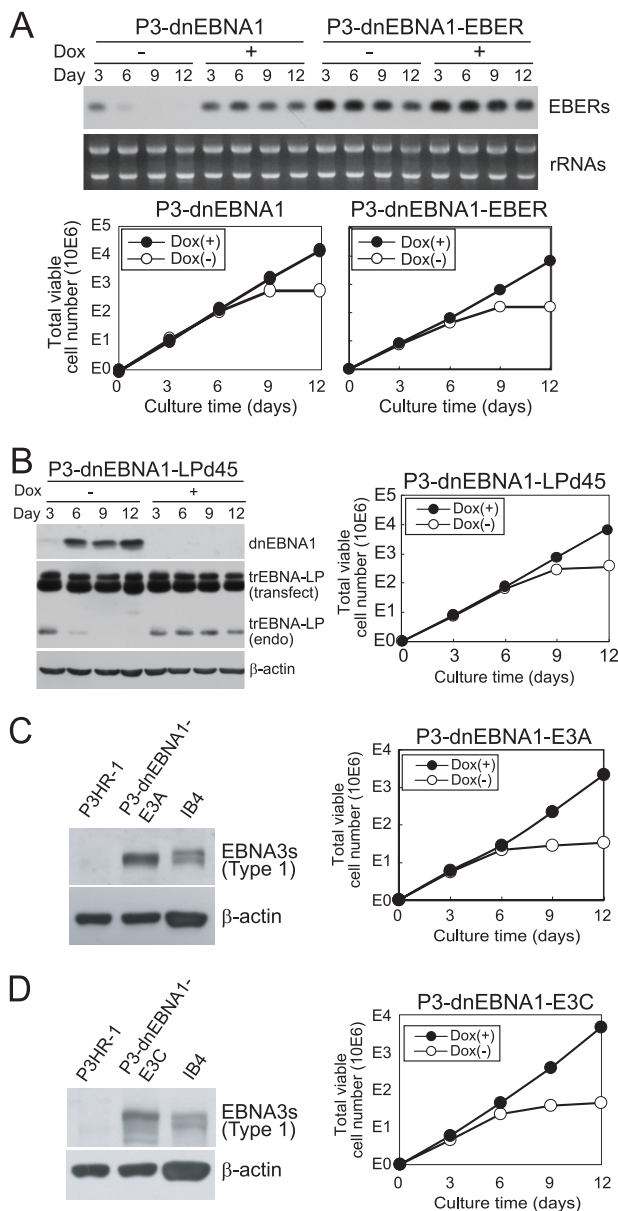 A
P3-dnEBNA1 P3-dnEBNA1-EBER
Dox - + - +
Day 3 6 9 12 3 6 9 12 3 6 9 12 3 6 9 12
EBERs
rRNAs
P3-dnEBNA1
Total viable
cell number (10E6)
E5
E4
E3
E2
E1
E0
Dox(+)
Dox(-)
0 3 6 9 12
Culture time (days)
P3-dnEBNA1-EBER
Dox(+)
Dox(-)
0 3 6 9 12
Culture time (days)
B
P3-dnEBNA1-LPd45
Dox - +
Day 3 6 9 12 3 6 9 12
dnEBNA1
trEBNA-LP
(transfect)
trEBNA-LP
(endo)
β-actin
P3-dnEBNA1-LPd45
Total viable
cell number (10E6)
E5
E4
E3
E2
E1
E0
Dox(+)
Dox(-)
0 3 6 9 12
Culture time (days)
C
P3HR-1
P3-dnEBNA1-
E3A
IB4
EBNA3s
(Type 1)
β-actin
P3-dnEBNA1-E3A
Total viable
cell number (10E6)
E4
E3
E2
E1
E0
Dox(+)
Dox(-)
0 3 6 9 12
Culture time (days)
D
P3HR-1
P3-dnEBNA1-
E3C
IB4
EBNA3s
(Type 1)
β-actin
P3-dnEBNA1-E3C
Total viable
cell number (10E6)
E4
E3
E2
E1
E0
Dox(+)
Dox(-)
0 3 6 9 12
Culture time (days)